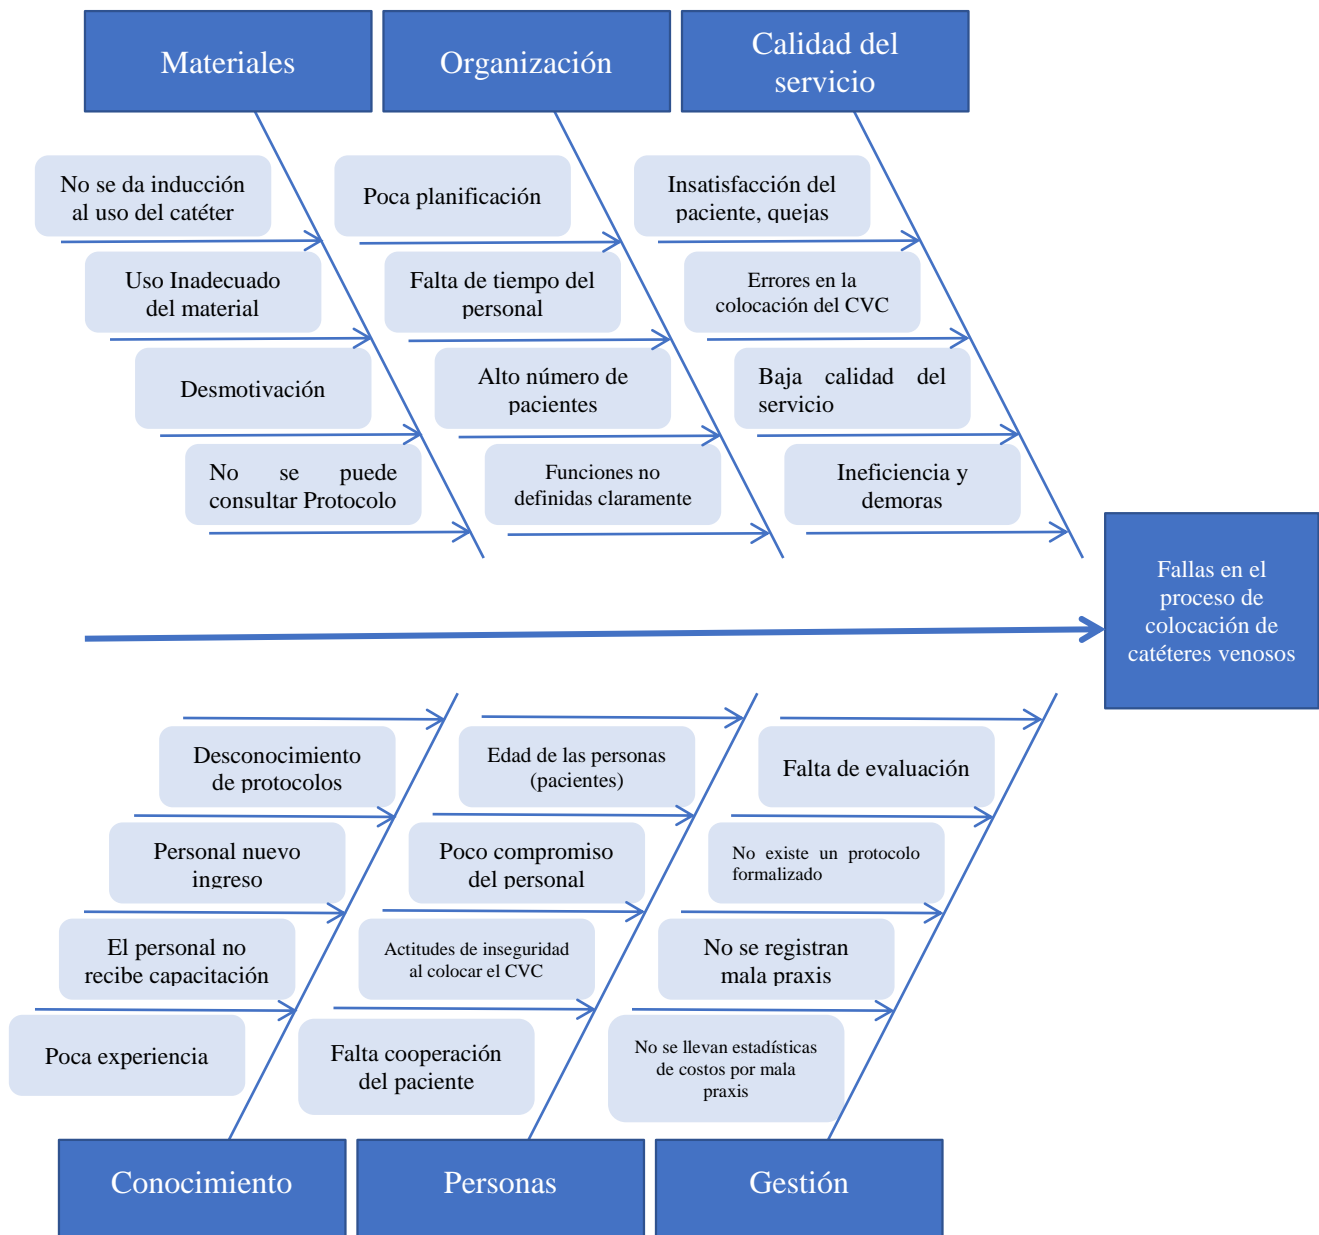 Materiales
Organización
Calidad del
servicio
No se da inducción
al uso del catéter
Poca planificación
Insatisfacción del
paciente, quejas
Uso Inadecuado
del material
Falta de tiempo del
personal
Errores en la
colocación del CVC
Desmotivación
Alto número de
pacientes
Baja calidad del
servicio
No se puede
consultar Protocolo
Funciones no
definidas claramente
Ineficiencia y
demoras
Fallas en el
proceso de
colocación de
catéteres venosos
Desconocimiento
de protocolos
Edad de las personas
(pacientes)
Falta de evaluación
Personal nuevo
ingreso
Poco compromiso
del personal
No existe un protocolo
formalizado
El personal no
recibe capacitación
Actitudes de inseguridad
al colocar el CVC
No se registran
mala praxis
Poca experiencia
Falta cooperación
del paciente
No se llevan estadísticas
de costos por mala
praxis
Conocimiento
Personas
Gestión